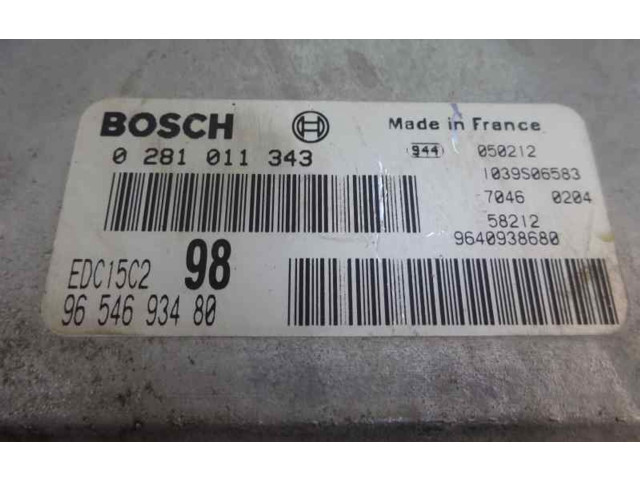 BOSCH
Made in France
0 281 011 343
944 050212
1039S06583
7046 0204
58212
9640938680
EDC15C2 98
96 546 934 80